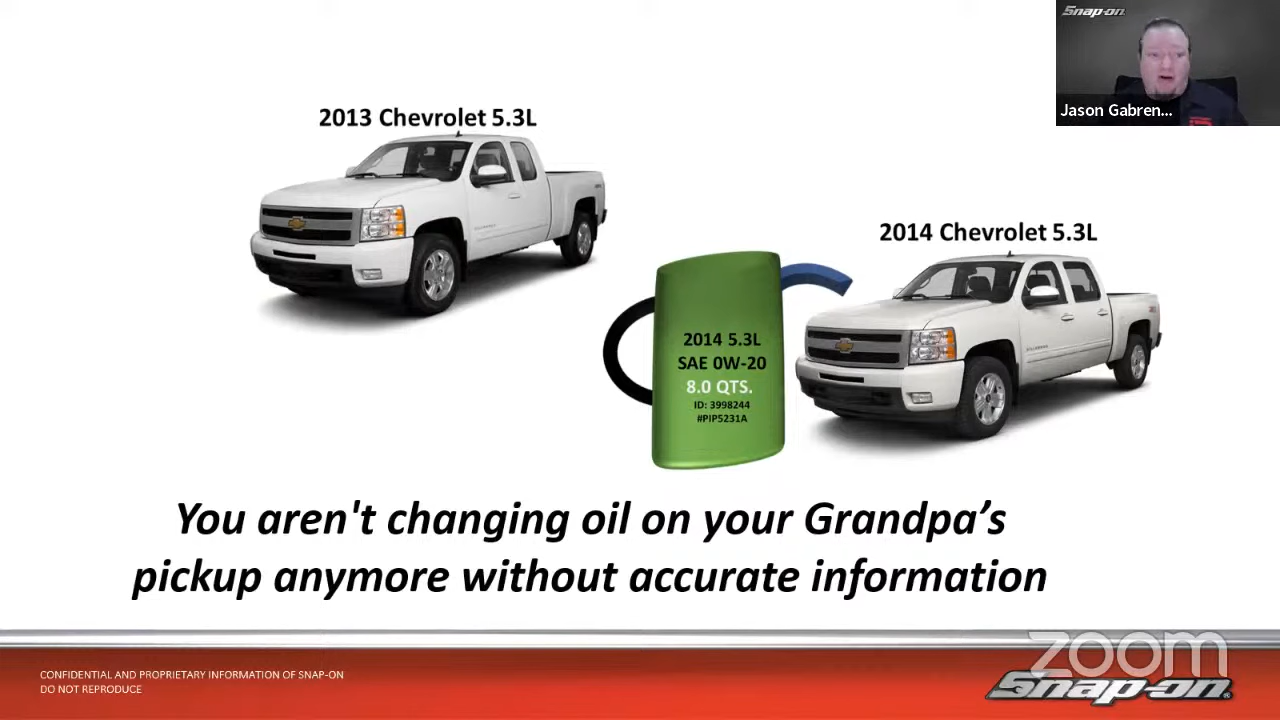 Snap-on
Jason Gabren...
2013 Chevrolet 5.3L
2014 Chevrolet 5.3L
2014 5.3L
SAE 0W-20
8.0 QTS.
ID: 3998244
#PIP5231A
You aren't changing oil on your Grandpa’s
pickup anymore without accurate information
CONFIDENTIAL AND PROPRIETARY INFORMATION OF SNAP-ON
DO NOT REPRODUCE
zoom
Snap-on